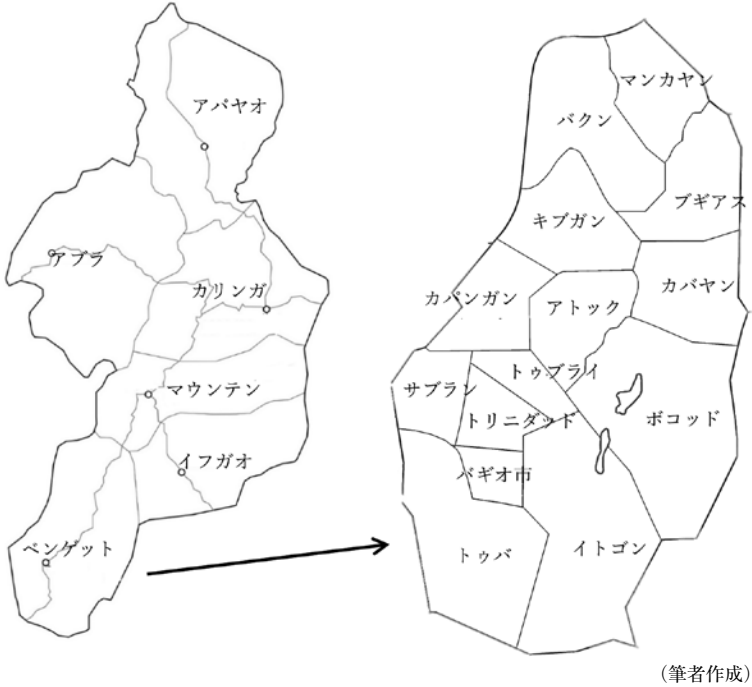 アパヤオ
アブラ
カリンガ
マウンテン
イフガオ
ベンゲット
マンカヤン
バクン
ブギアス
キブガン
カパンガン
アトック
カバヤン
トゥブライ
サブラン
トリニダッド
ボコッド
バギオ市
トゥバ
イトゴン
(筆者作成)